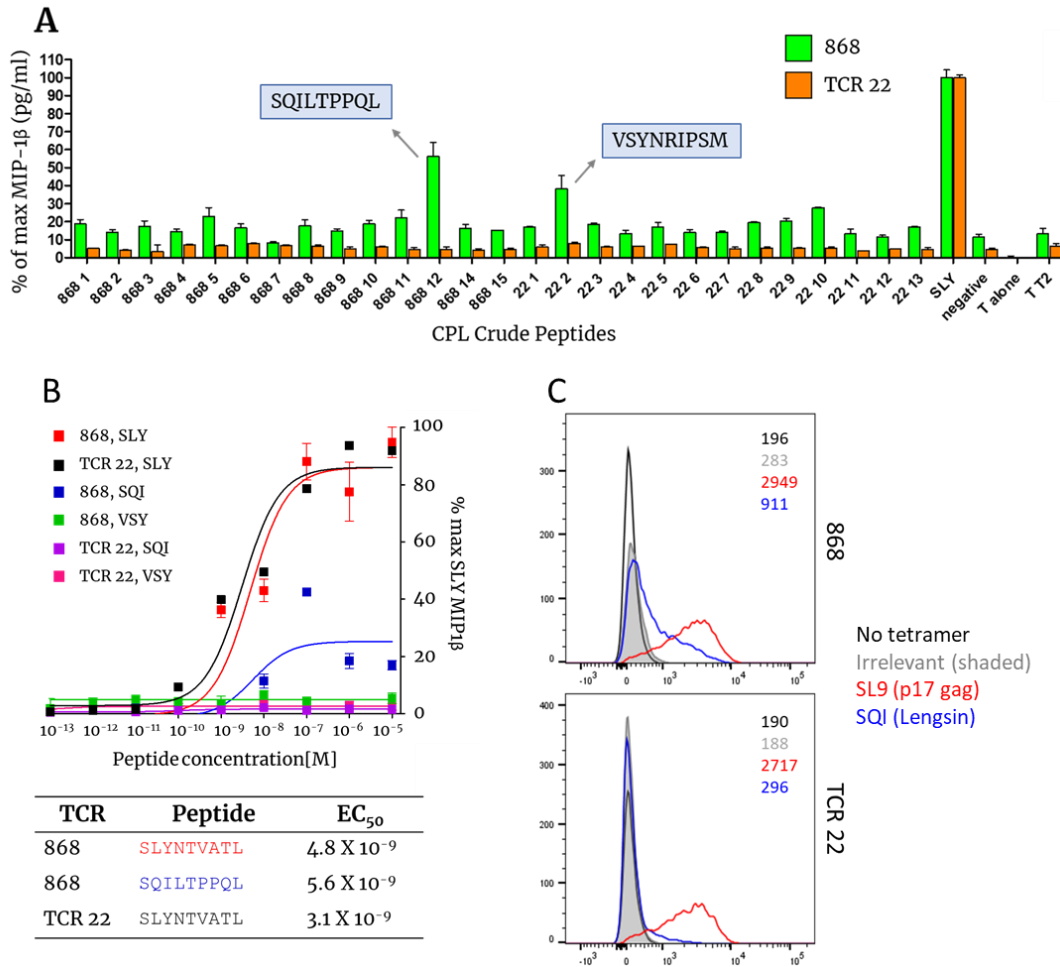 A
% of max MIP-1β (pg/ml)
110
100
90
80
70
60
50
40
30
20
10
0
868
TCR 22
SQILTPPQL
VSYNRIPSM
868 1
868 2
868 3
868 4
868 5
868 6
868 7
868 8
868 9
868 10
868 11
868 12
868 14
868 15
22 1
22 2
22 3
22 4
22 5
22 6
22 7
22 8
22 9
22 10
22 11
22 12
22 13
SLY
negative
T alone
T T2
CPL Crude Peptides
B
868, SLY
TCR 22, SLY
868, SQI
868, VSY
TCR 22, SQI
TCR 22, VSY
100
80
60
40
20
0
% max SLY MIP1β
10⁻¹³ 10⁻¹² 10⁻¹¹ 10⁻¹⁰ 10⁻⁹ 10⁻⁸ 10⁻⁷ 10⁻⁶ 10⁻⁵
Peptide concentration[M]
TCR Peptide EC₅₀
868 SLYNTVATL 4.8 X 10⁻⁹
868 SQILTPPQL 5.6 X 10⁻⁹
TCR 22 SLYNTVATL 3.1 X 10⁻⁹
C
300
200
100
0
196
283
2949
911
-10³ 0 10³ 10⁴ 10⁵
868
400
300
200
100
0
190
188
2717
296
-10³ 0 10³ 10⁴ 10⁵
TCR 22
No tetramer
Irrelevant (shaded)
SL9 (p17 gag)
SQI (Lengsin)